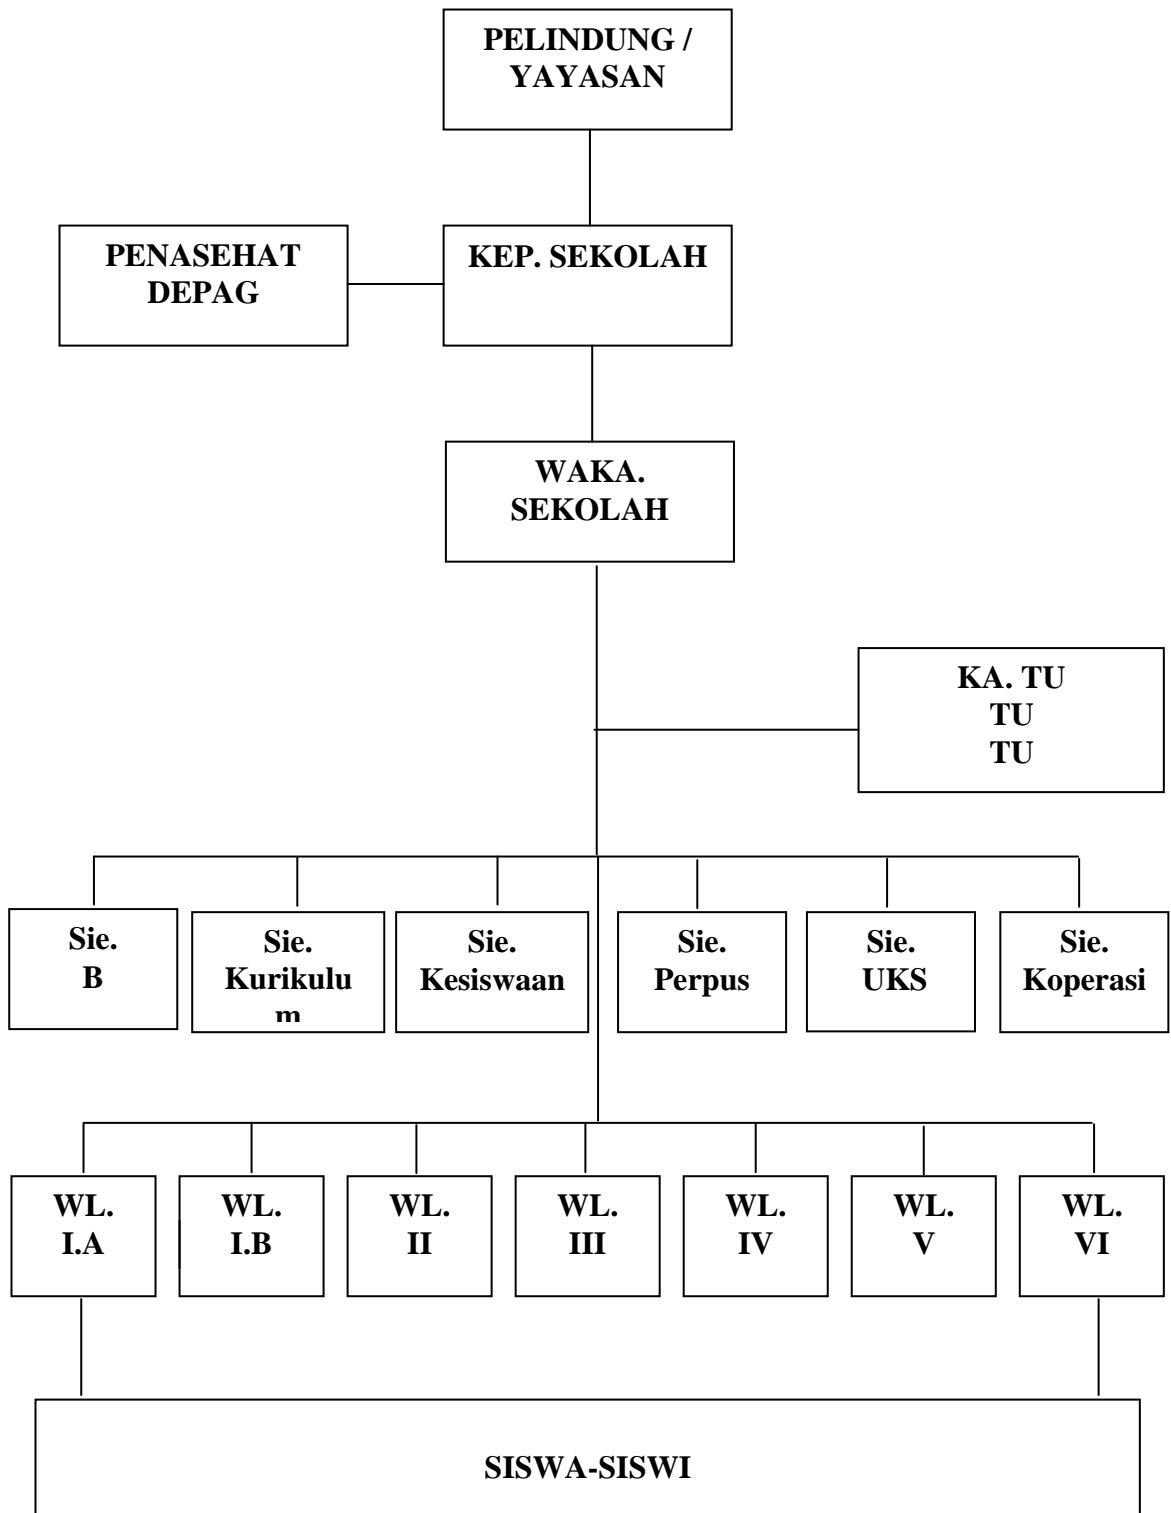 PELINDUNG /
YAYASAN
PENASEHAT
DEPAG
KEP. SEKOLAH
WAKA.
SEKOLAH
KA. TU
TU
TU
Sie.
B
Sie.
Kurikulu
m
Sie.
Kesiswaan
Sie.
Perpus
Sie.
UKS
Sie.
Koperasi
WL.
I.A
WL.
I.B
WL.
II
WL.
III
WL.
IV
WL.
V
WL.
VI
SISWA-SISWI